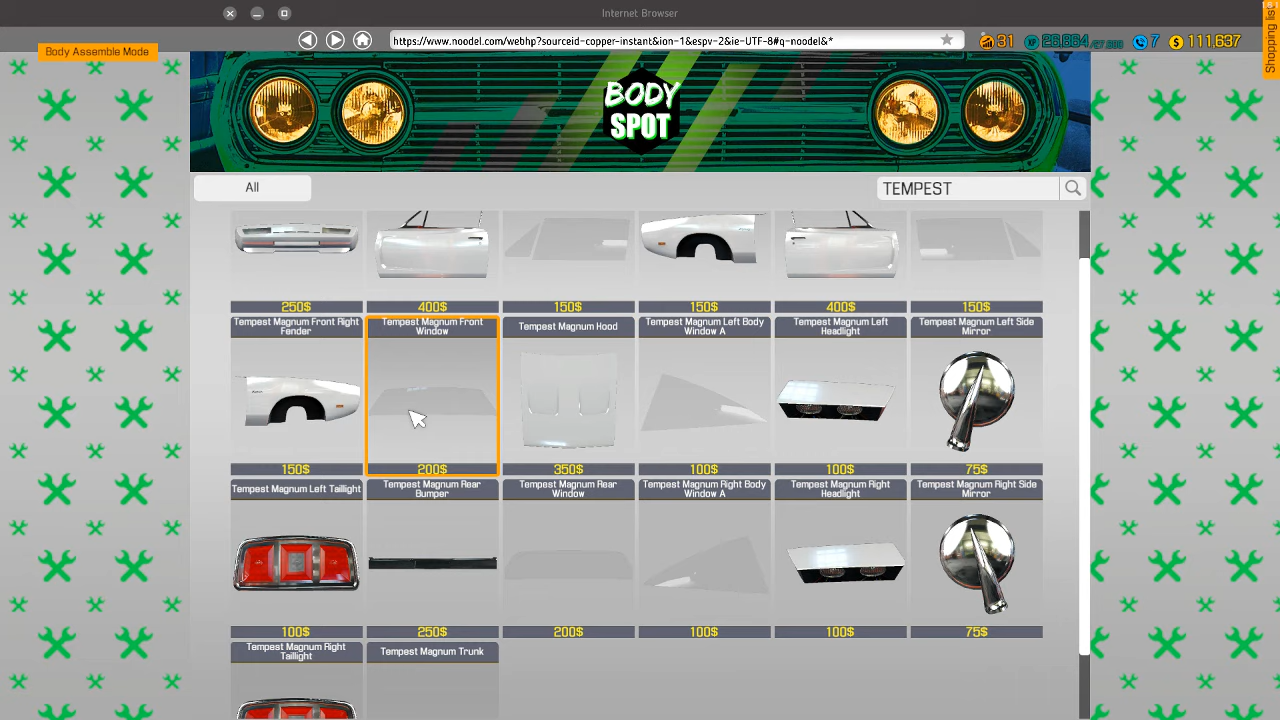 Internet Browser
Body Assemble Mode
https://www.noodel.com/webhp?sourceid-copper-instant&ion-1&espv-2&ie-UTF-8#q-noodel&*
31
XP 26,864/27,000
7
$ 111,637
Shopping list
BODY
SPOT
All
TEMPEST
250$
400$
150$
150$
400$
150$
Tempest Magnum Front Right
Fender
Tempest Magnum Front
Window
Tempest Magnum Hood
Tempest Magnum Left Body
Window A
Tempest Magnum Left
Headlight
Tempest Magnum Left Side
Mirror
150$
200$
350$
100$
100$
75$
Tempest Magnum Left Taillight
Tempest Magnum Rear
Bumper
Tempest Magnum Rear
Window
Tempest Magnum Right Body
Window A
Tempest Magnum Right
Headlight
Tempest Magnum Right Side
Mirror
100$
250$
200$
100$
100$
75$
Tempest Magnum Right
Taillight
Tempest Magnum Trunk